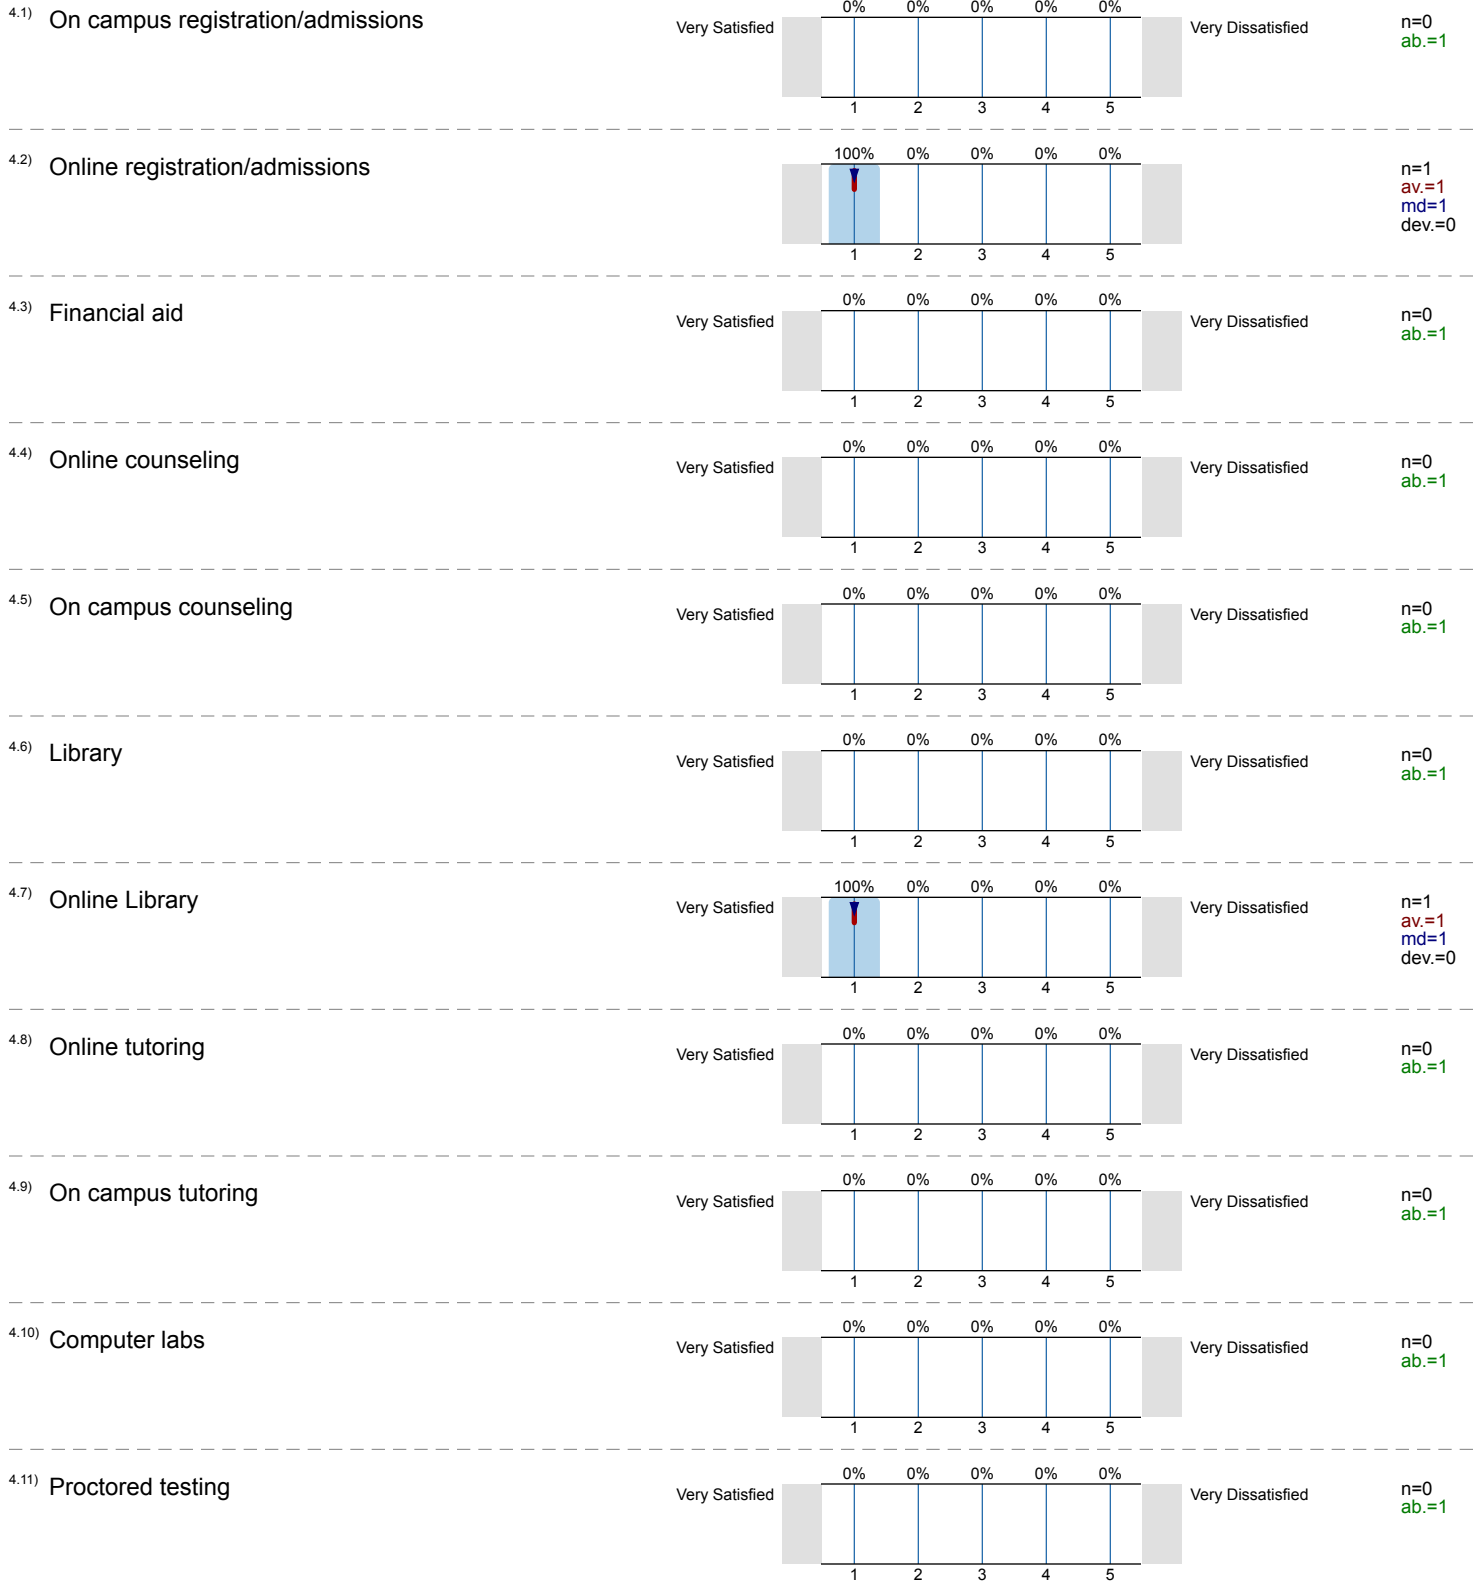 4.1) On campus registration/admissions
0% 0% 0% 0% 0%
Very Satisfied Very Dissatisfied n=0
ab.=1
1 2 3 4 5
4.2) Online registration/admissions
100% 0% 0% 0% 0%
n=1
av.=1
md=1
dev.=0
1 2 3 4 5
4.3) Financial aid
0% 0% 0% 0% 0%
Very Satisfied Very Dissatisfied n=0
ab.=1
1 2 3 4 5
4.4) Online counseling
0% 0% 0% 0% 0%
Very Satisfied Very Dissatisfied n=0
ab.=1
1 2 3 4 5
4.5) On campus counseling
0% 0% 0% 0% 0%
Very Satisfied Very Dissatisfied n=0
ab.=1
1 2 3 4 5
4.6) Library
0% 0% 0% 0% 0%
Very Satisfied Very Dissatisfied n=0
ab.=1
1 2 3 4 5
4.7) Online Library
100% 0% 0% 0% 0%
Very Satisfied Very Dissatisfied n=1
av.=1
md=1
dev.=0
1 2 3 4 5
4.8) Online tutoring
0% 0% 0% 0% 0%
Very Satisfied Very Dissatisfied n=0
ab.=1
1 2 3 4 5
4.9) On campus tutoring
0% 0% 0% 0% 0%
Very Satisfied Very Dissatisfied n=0
ab.=1
1 2 3 4 5
4.10) Computer labs
0% 0% 0% 0% 0%
Very Satisfied Very Dissatisfied n=0
ab.=1
1 2 3 4 5
4.11) Proctored testing
0% 0% 0% 0% 0%
Very Satisfied Very Dissatisfied n=0
ab.=1
1 2 3 4 5